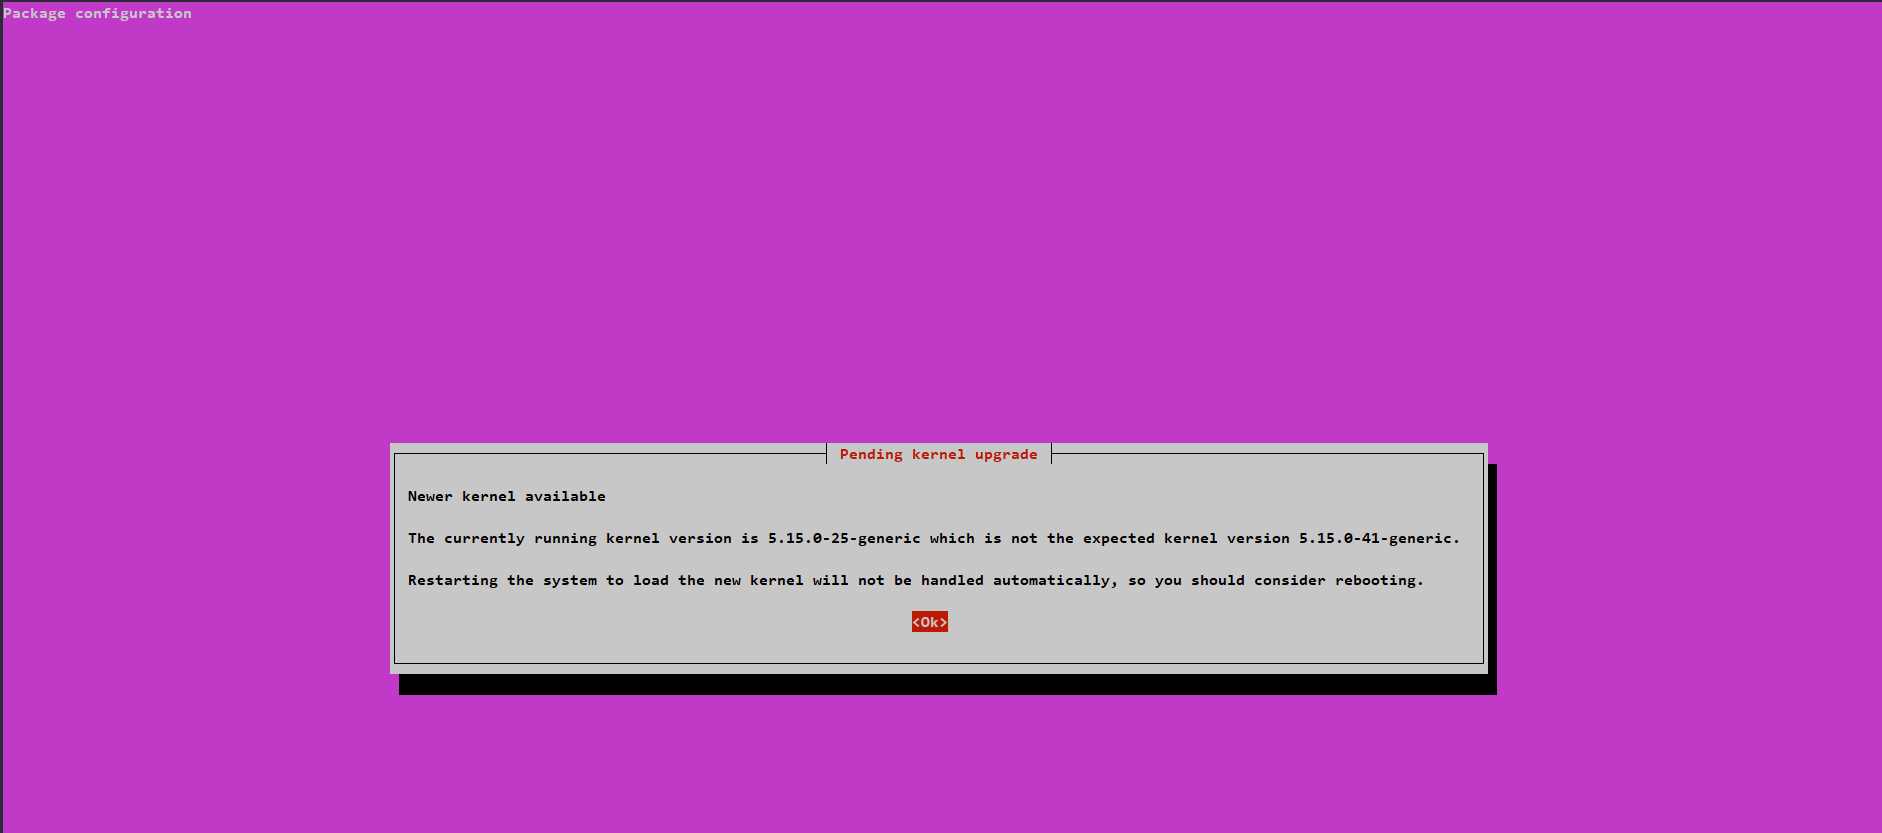 Package configuration
Pending kernel upgrade
Newer kernel available
The currently running kernel version is 5.15.0-25-generic which is not the expected kernel version 5.15.0-41-generic.
Restarting the system to load the new kernel will not be handled automatically, so you should consider rebooting.
<Ok>